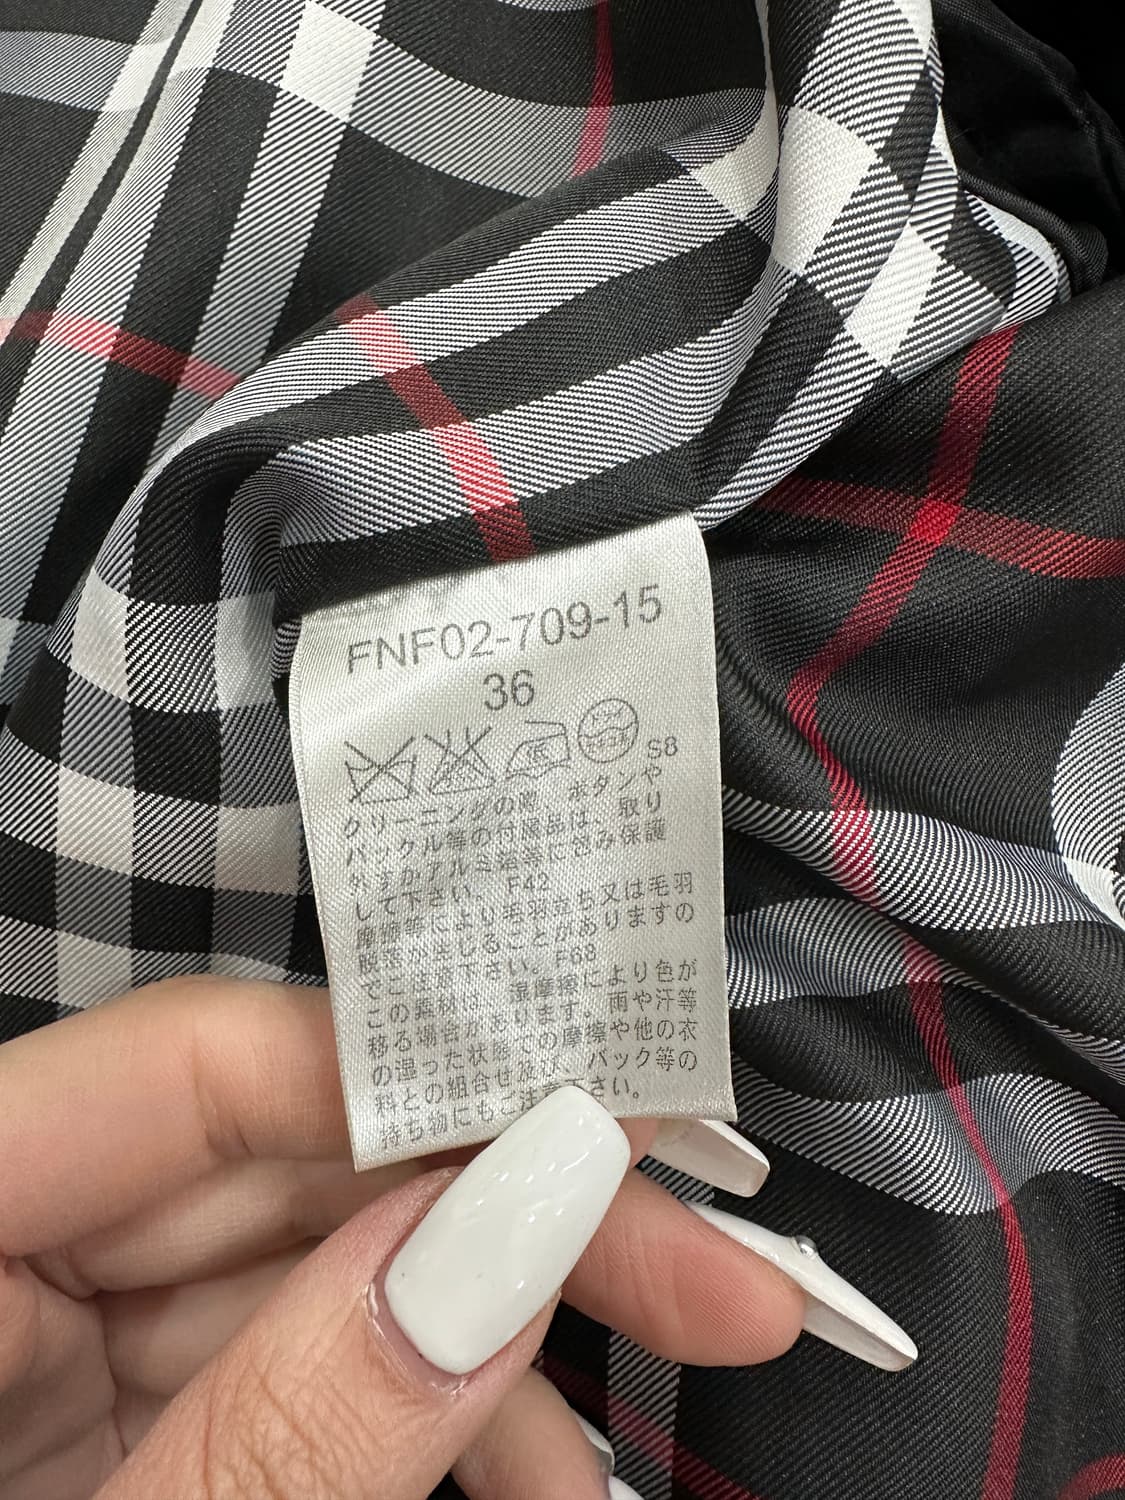 FNF02-709-15
36
S8
クリーニングの際、ボタンや
バックル等の付属品は、取り
外すかアルミ箔等に包み保護
して下さい。 F42
摩擦等により毛羽立ち又は毛羽
脱落が生じることがありますの
でご注意下さい。F68
この素材は、湿摩擦により色が
移る場合があります。雨や汗等
の湿った状態での摩擦や他の衣
料との組合せ及び、バック等の
持ち物にもご注意下さい。